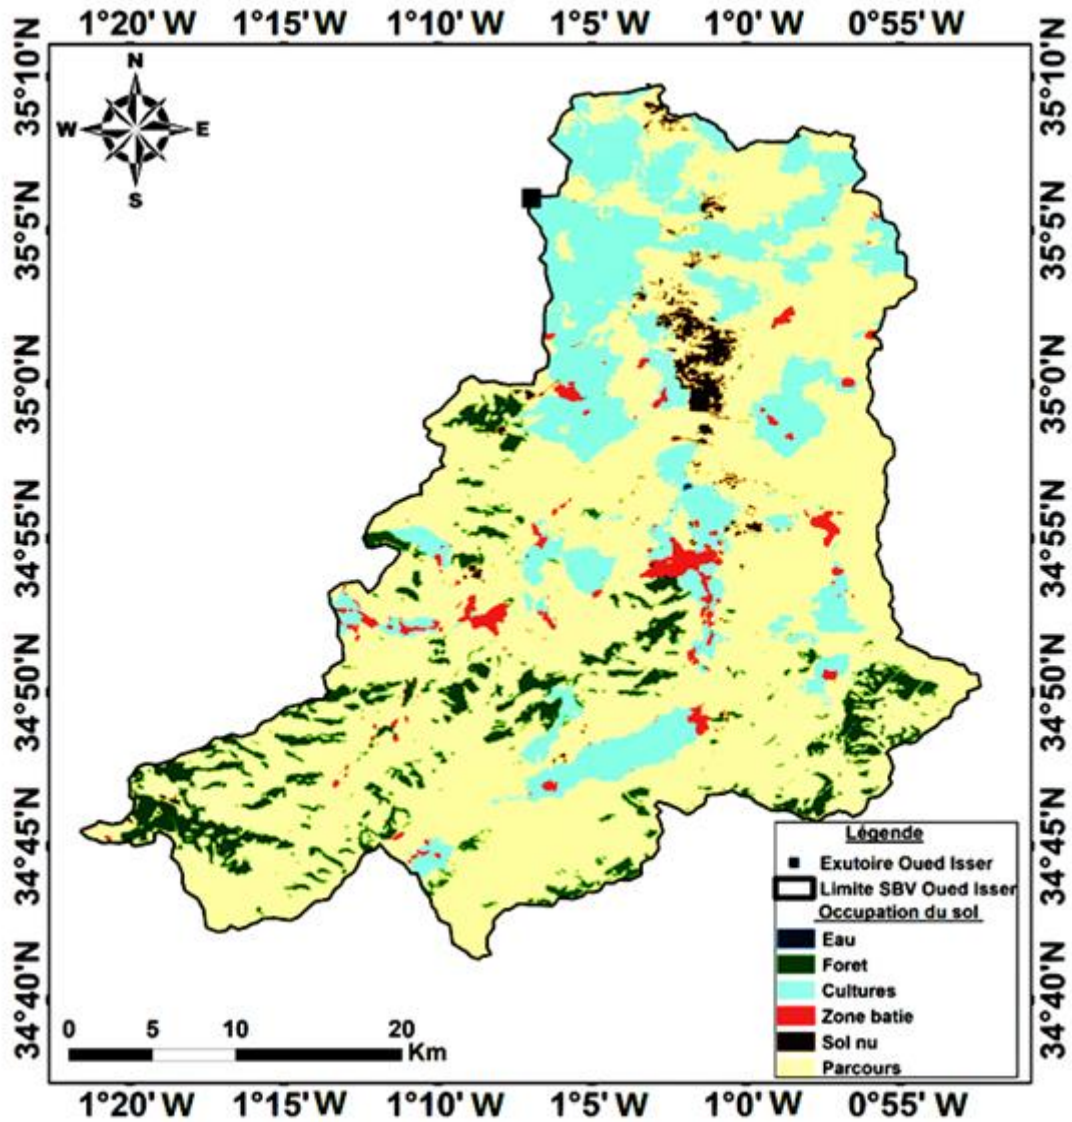 1°20' W 1°15' W 1°10' W 1°5' W 1°0' W 0°55' W
35°10'N 35°10'N
N
W E
S
35°5'N 35°5'N
35°0'N 35°0'N
34°55'N 34°55'N
34°50'N 34°50'N
34°45'N 34°45'N
34°40'N 34°40'N
Légende
Exutoire Oued Isser
Limite SBV Oued Isser
Occupation du sol
Eau
Foret
Cultures
Zone batie
Sol nu
Parcours
0 5 10 20
Km
1°20' W 1°15' W 1°10' W 1°5' W 1°0' W 0°55' W